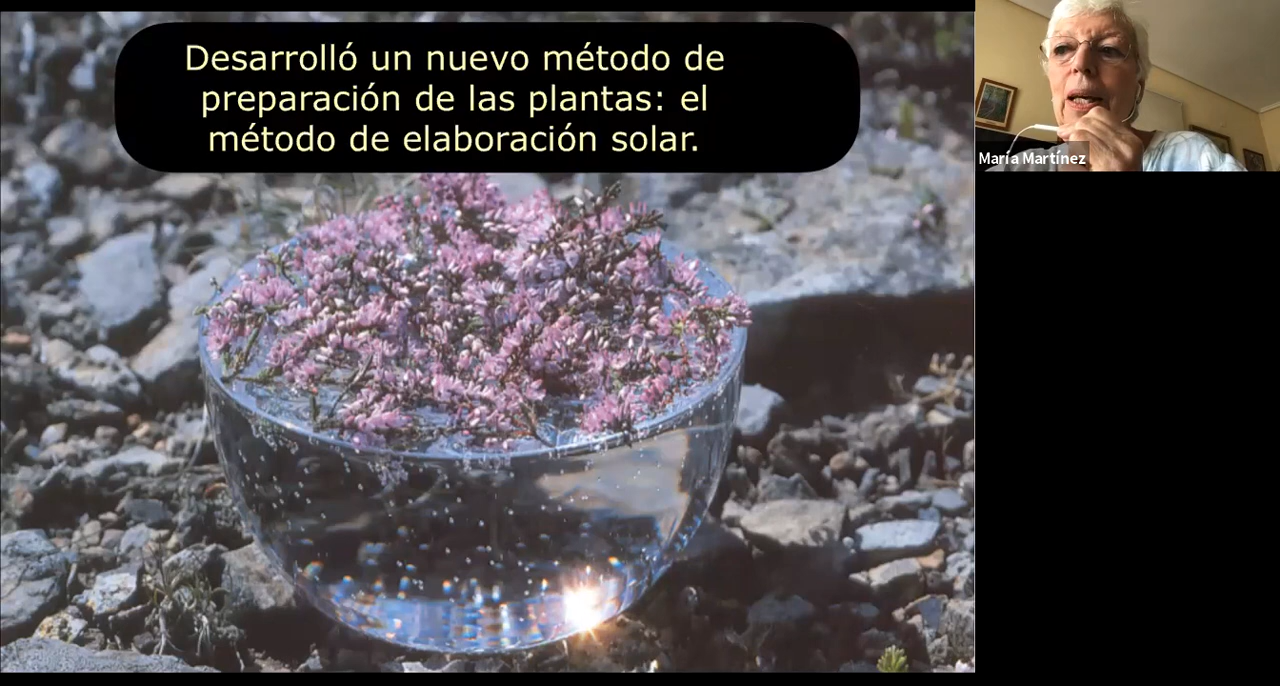 Desarrolló un nuevo método de
preparación de las plantas: el
método de elaboración solar.
María Martínez